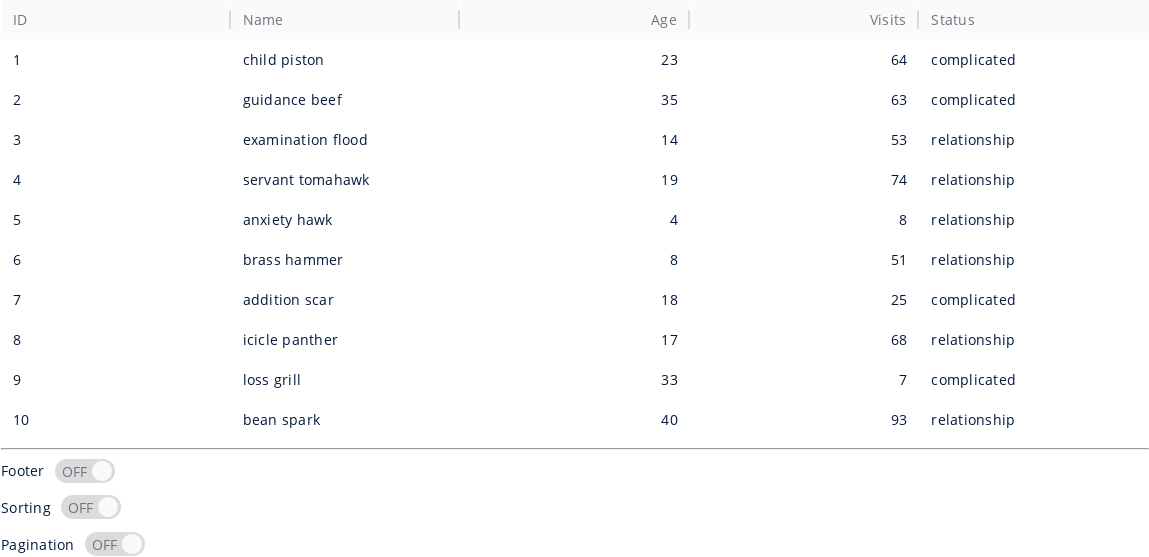 ID Name Age Visits Status
1 child piston 23 64 complicated
2 guidance beef 35 63 complicated
3 examination flood 14 53 relationship
4 servant tomahawk 19 74 relationship
5 anxiety hawk 4 8 relationship
6 brass hammer 8 51 relationship
7 addition scar 18 25 complicated
8 icicle panther 17 68 relationship
9 loss grill 33 7 complicated
10 bean spark 40 93 relationship
Footer OFF
Sorting OFF
Pagination OFF